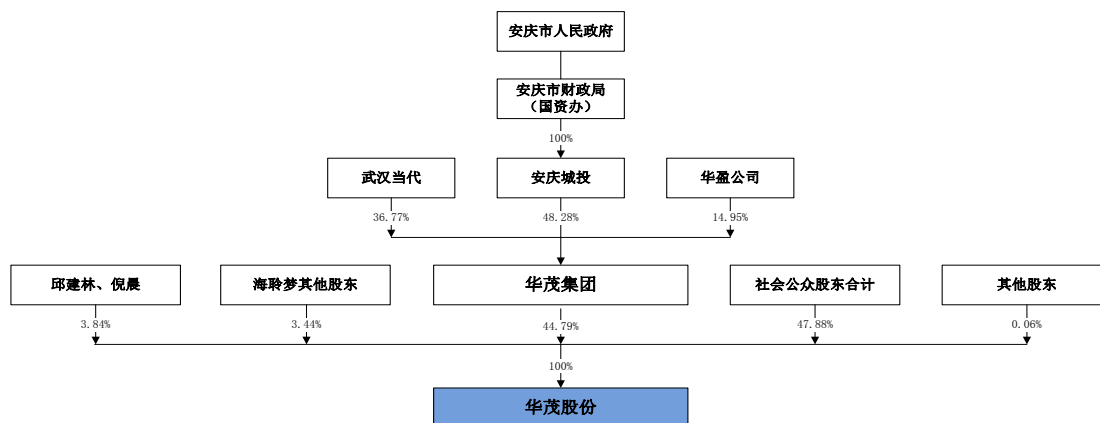 安庆市人民政府
安庆市财政局
（国资办）
100%
武汉当代
安庆城投
华盈公司
36.77%
48.28%
14.95%
邱建林、倪晨
海聆梦其他股东
华茂集团
社会公众股东合计
其他股东
3.84%
3.44%
44.79%
47.88%
0.06%
100%
华茂股份